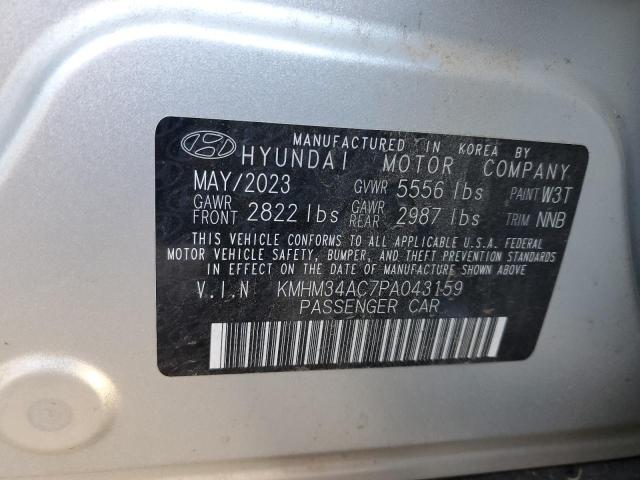 MANUFACTURED IN KOREA BY
HYUNDAI MOTOR COMPANY
MAY/2023 GVWR 5556 lbs PAINT W3T
GAWR FRONT 2822 lbs GAWR REAR 2987 lbs TRIM NNB
THIS VEHICLE CONFORMS TO ALL APPLICABLE U.S.A. FEDERAL
MOTOR VEHICLE SAFETY, BUMPER, AND THEFT PREVENTION STANDARDS
IN EFFECT ON THE DATE OF MANUFACTURE SHOWN ABOVE
V.I.N KMHM34AC7PA043159
PASSENGER CAR